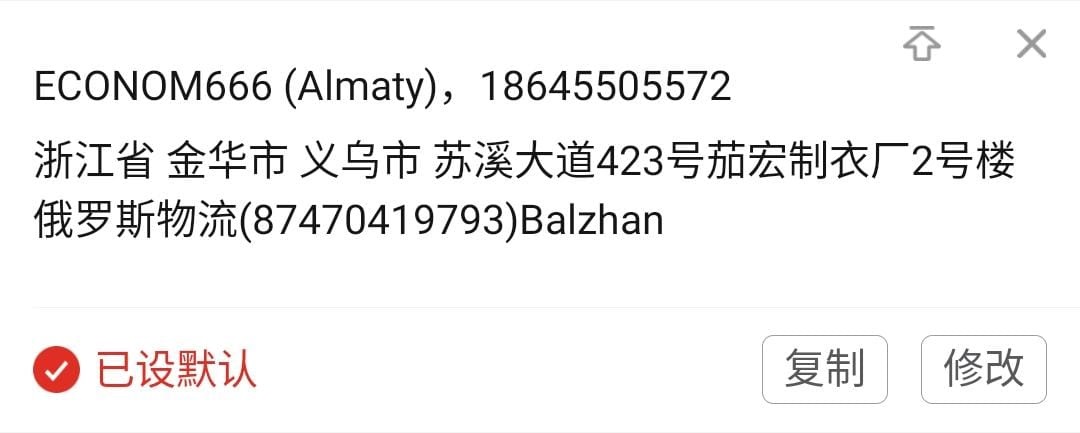 ECONOM666 (Almaty)，18645505572
浙江省 金华市 义乌市 苏溪大道423号茄宏制衣厂2号楼
俄罗斯物流(87470419793)Balzhan
已设默认
复制
修改